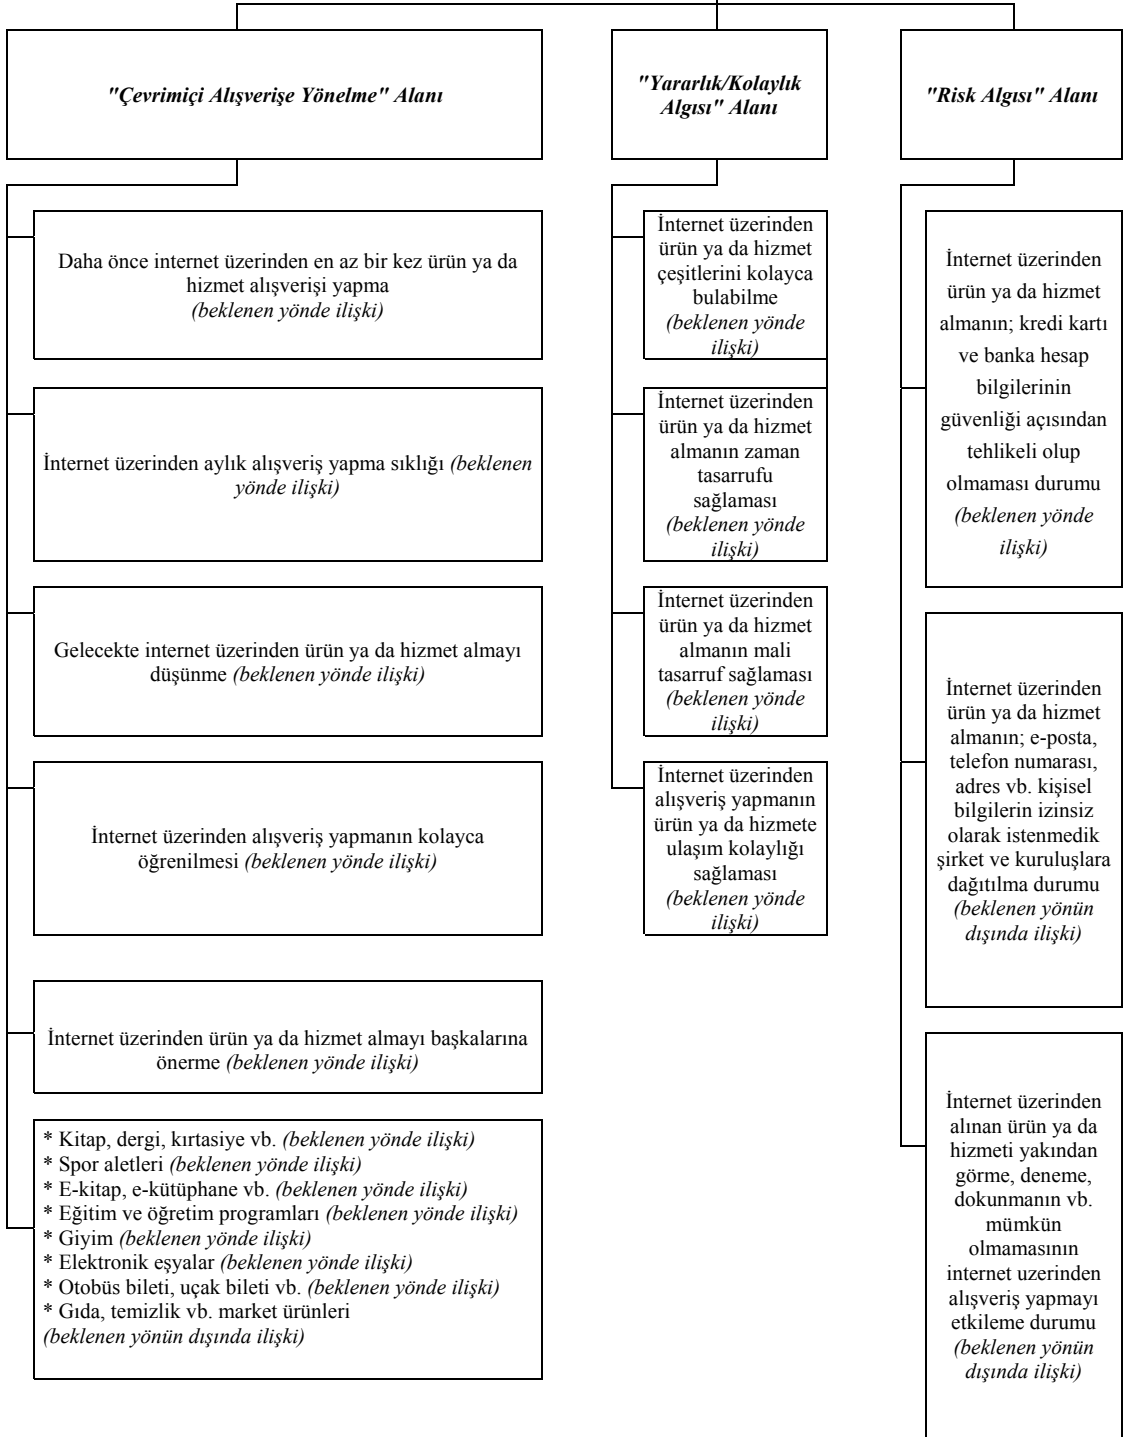 "Çevrimiçi Alışverişe Yönelme" Alanı
Daha önce internet üzerinden en az bir kez ürün ya da
hizmet alışverişi yapma
(beklenen yönde ilişki)
İnternet üzerinden aylık alışveriş yapma sıklığı (beklenen
yönde ilişki)
Gelecekte internet üzerinden ürün ya da hizmet almayı
düşünme (beklenen yönde ilişki)
İnternet üzerinden alışveriş yapmanın kolayca
öğrenilmesi (beklenen yönde ilişki)
İnternet üzerinden ürün ya da hizmet almayı başkalarına
önerme (beklenen yönde ilişki)
* Kitap, dergi, kırtasiye vb. (beklenen yönde ilişki)
* Spor aletleri (beklenen yönde ilişki)
* E-kitap, e-kütüphane vb. (beklenen yönde ilişki)
* Eğitim ve öğretim programları (beklenen yönde ilişki)
* Giyim (beklenen yönde ilişki)
* Elektronik eşyalar (beklenen yönde ilişki)
* Otobüs bileti, uçak bileti vb. (beklenen yönde ilişki)
* Gıda, temizlik vb. market ürünleri
(beklenen yönün dışında ilişki)
"Yararlık/Kolaylık
Algısı" Alanı
İnternet üzerinden
ürün ya da hizmet
çeşitlerini kolayca
bulabilme
(beklenen yönde
ilişki)
İnternet üzerinden
ürün ya da hizmet
almanın zaman
tasarrufu
sağlaması
(beklenen yönde
ilişki)
İnternet üzerinden
ürün ya da hizmet
almanın mali
tasarruf sağlaması
(beklenen yönde
ilişki)
İnternet üzerinden
alışveriş yapmanın
ürün ya da hizmete
ulaşım kolaylığı
sağlaması
(beklenen yönde
ilişki)
"Risk Algısı" Alanı
İnternet üzerinden
ürün ya da hizmet
almanın; kredi kartı
ve banka hesap
bilgilerinin
güvenliği açısından
tehlikeli olup
olmaması durumu
(beklenen yönde
ilişki)
İnternet üzerinden
ürün ya da hizmet
almanın; e-posta,
telefon numarası,
adres vb. kişisel
bilgilerin izinsiz
olarak istenmedik
şirket ve kuruluşlara
dağıtılma durumu
(beklenen yönün
dışında ilişki)
İnternet üzerinden
alınan ürün ya da
hizmeti yakından
görme, deneme,
dokunmanın vb.
mümkün
olmamasının
internet uzerinden
alışveriş yapmayı
etkileme durumu
(beklenen yönün
dışında ilişki)